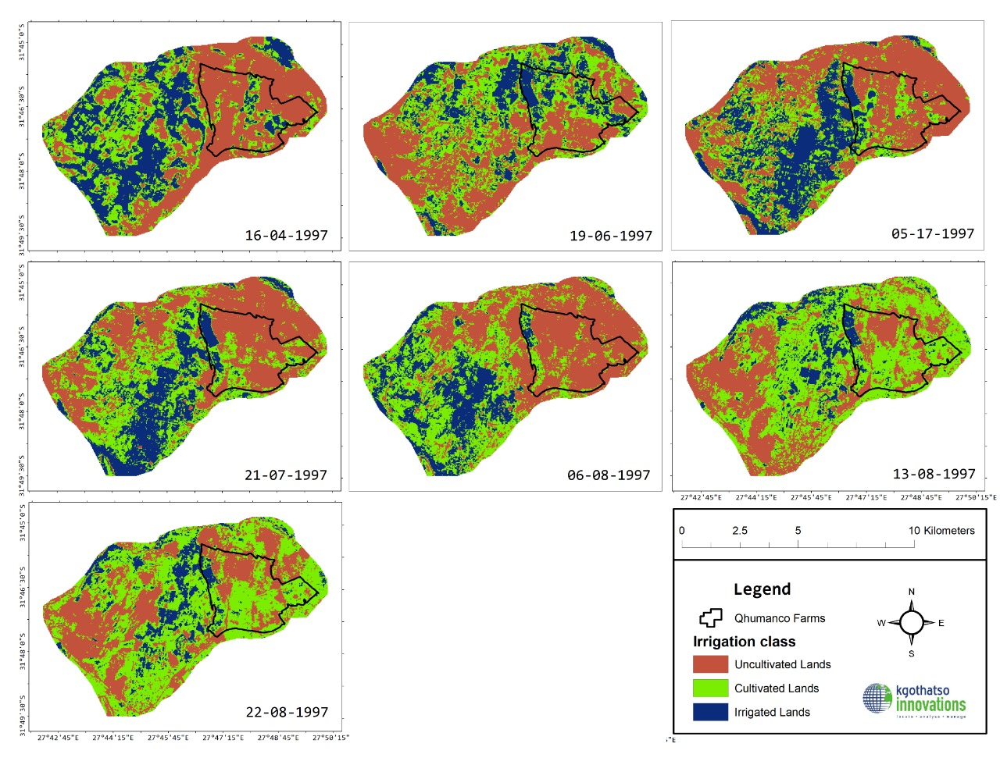 31°45'0"S
31°46'30"S
31°48'0"S
31°49'30"S
16-04-1997
19-06-1997
05-17-1997
31°45'0"S
31°46'30"S
31°48'0"S
31°49'30"S
21-07-1997
06-08-1997
13-08-1997
27°42'45"E 27°44'15"E 27°45'45"E 27°47'15"E 27°48'45"E 27°50'15"E
31°45'0"S
31°46'30"S
31°48'0"S
31°49'30"S
22-08-1997
27°42'45"E 27°44'15"E 27°45'45"E 27°47'15"E 27°48'45"E 27°50'15"
0 2.5 5 10 Kilometers
Legend
Qhumanco Farms
Irrigation class
Uncultivated Lands
Cultivated Lands
Irrigated Lands
N
W E
S
kgothatso
innovations
locate • analyse • manage
"E